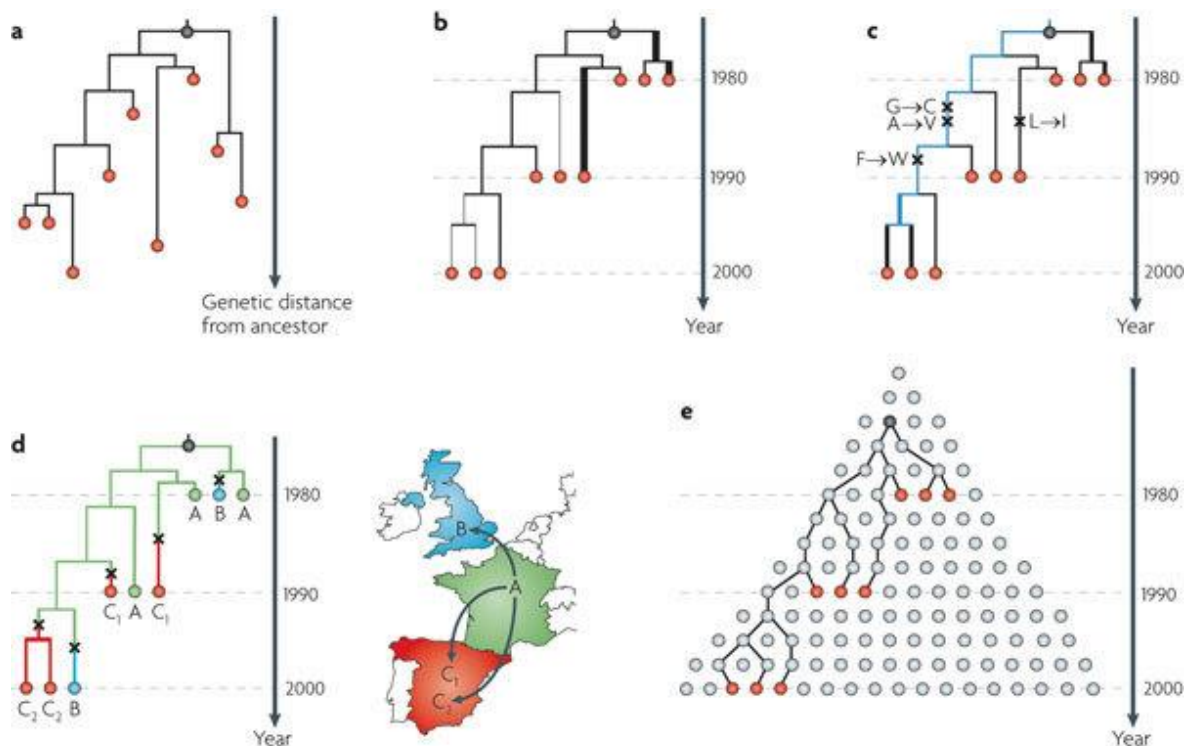 a
Genetic distance
from ancestor
b
1980
1990
2000
Year
c
G→C
A→V
L→I
F→W
1980
1990
2000
Year
d
A B A
1980
C1 A C1
1990
C2 C2 B
2000
Year
B
A
C1
C2
e
1980
1990
2000
Year